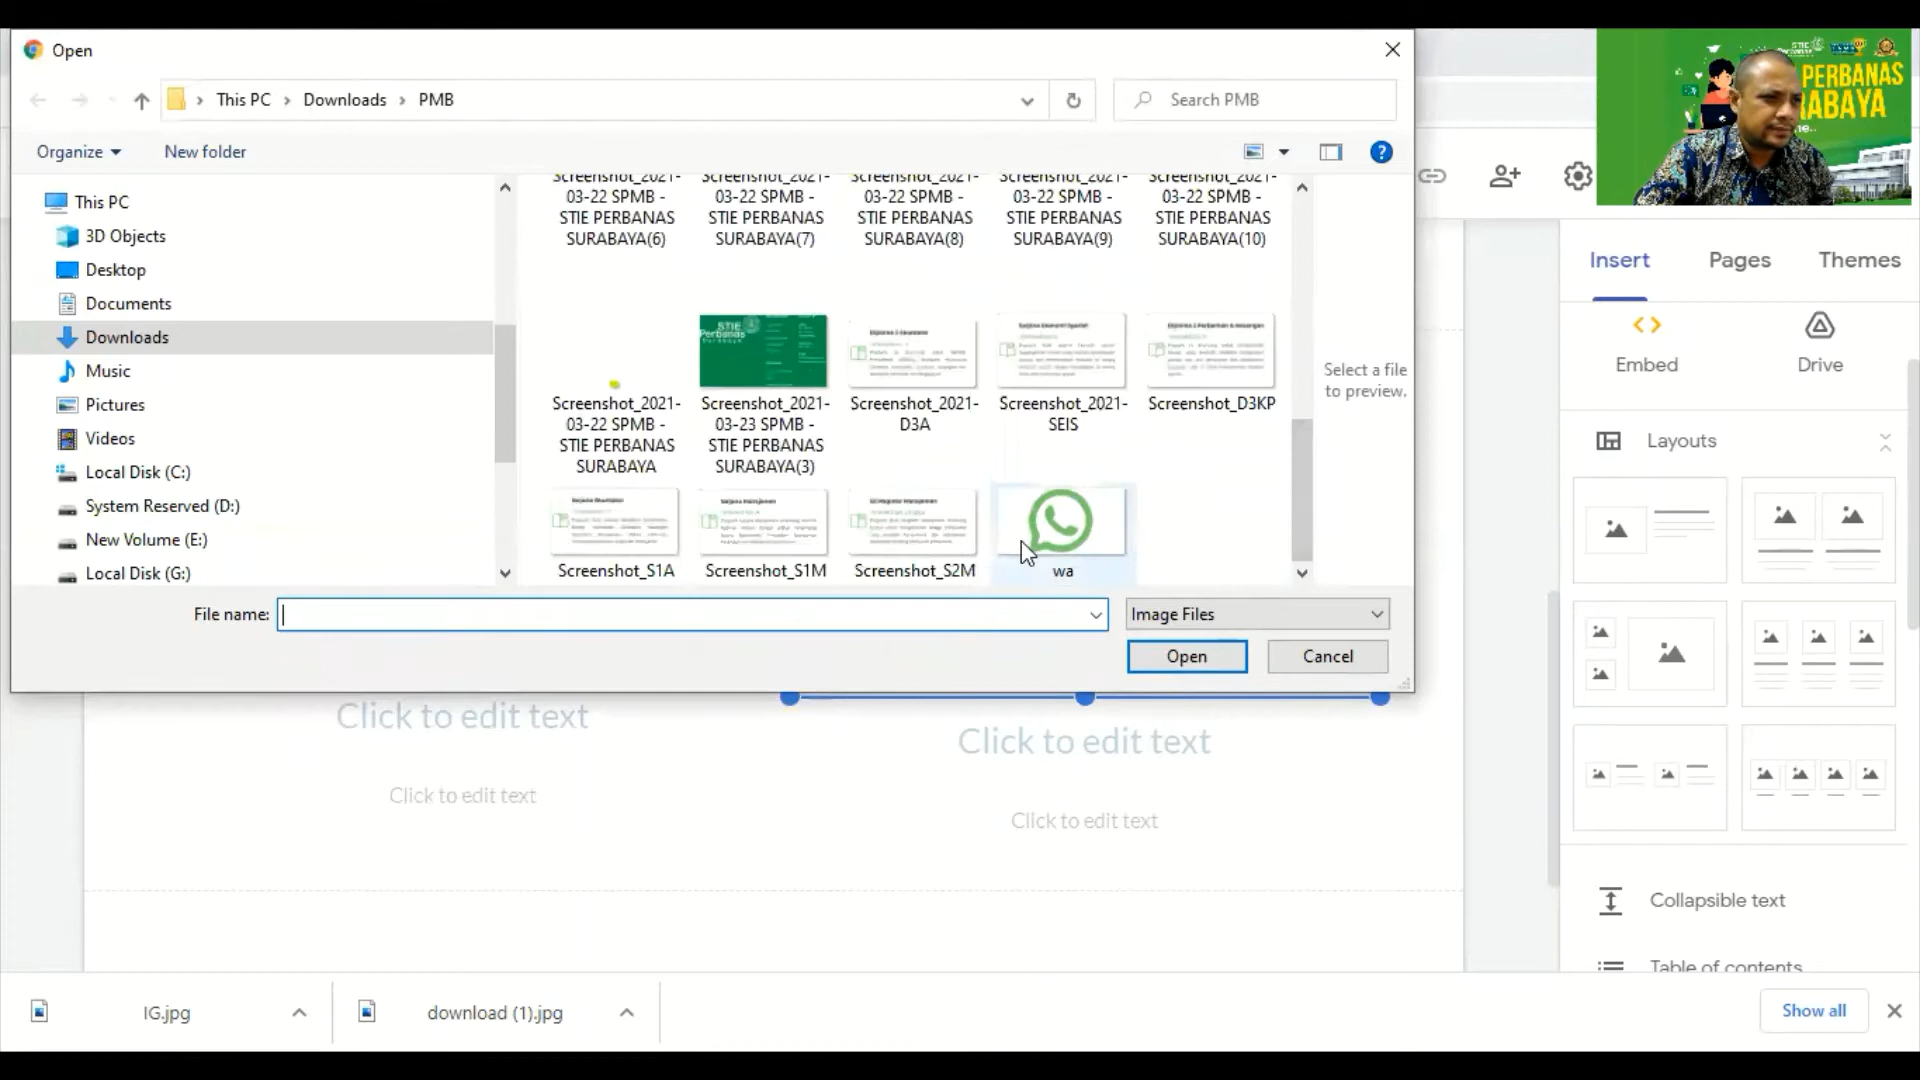 Open
This PC
Downloads
PMB
Search PMB
PERBANAS
Organize
New folder
This PC
3D Objects
Desktop
Documents
Downloads
Music
Pictures
Videos
Local Disk (C:)
System Reserved (D:)
New Volume (E:)
Local Disk (G:)
Screenshot_2021-
03-22 SPMB -
STIE PERBANAS
SURABAYA(6)
Screenshot_2021-
03-22 SPMB -
STIE PERBANAS
SURABAYA(7)
Screenshot_2021-
03-22 SPMB -
STIE PERBANAS
SURABAYA(8)
Screenshot_2021-
03-22 SPMB -
STIE PERBANAS
SURABAYA(9)
Screenshot_2021-
03-22 SPMB -
STIE PERBANAS
SURABAYA(10)
STIE
Perbanas
Surabaya
Screenshot_2021-
03-22 SPMB -
STIE PERBANAS
SURABAYA
Screenshot_2021-
03-23 SPMB -
STIE PERBANAS
SURABAYA(3)
Screenshot_2021-
D3A
Screenshot_2021-
SEIS
Screenshot_D3KP
Screenshot_S1A
Screenshot_S1M
Screenshot_S2M
wa
Select a file
to preview.
File name:
Image Files
Open
Cancel
Insert
Pages
Themes
Embed
Drive
Layouts
Collapsible text
Table of contents
Click to edit text
Click to edit text
Click to edit text
Click to edit text
IG.jpg
download (1).jpg
Show all